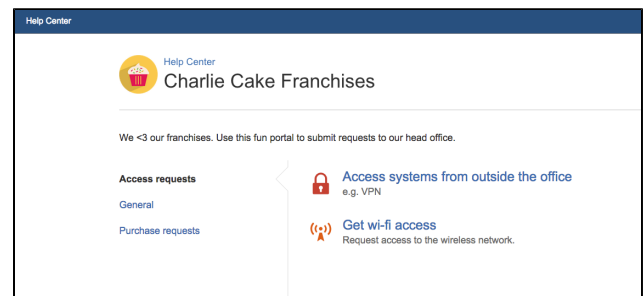 Help Center
Help Center
Charlie Cake Franchises
We <3 our franchises. Use this fun portal to submit requests to our head office.
Access requests
General
Purchase requests
Access systems from outside the office
e.g. VPN
Get wi-fi access
Request access to the wireless network.